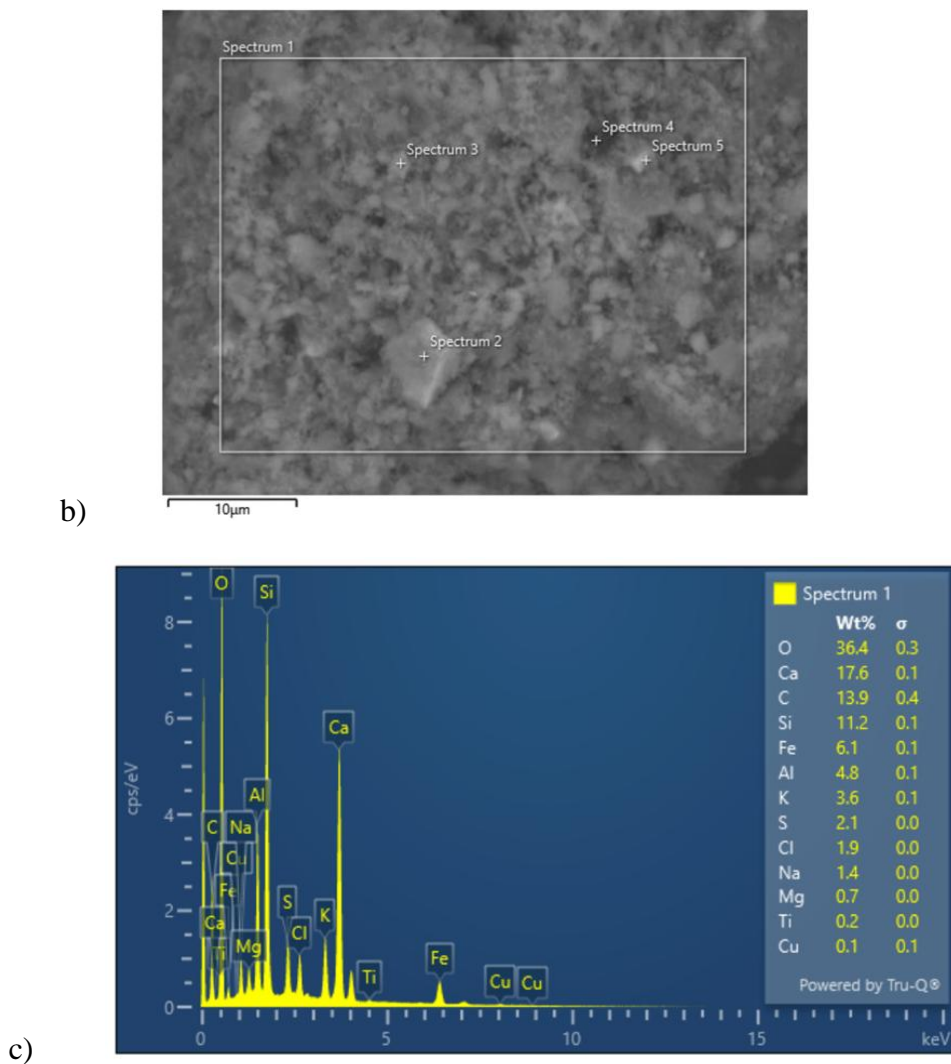 Spectrum 1
Spectrum 4
Spectrum 3
Spectrum 5
Spectrum 2
b)
10μm
O
Si
8
6
Ca
cps/eV
4
Al
C
Na
Cu
Fe
2
S
K
Ca
Cl
Ti
Mg
Fe
Ti
Cu
Cu
0
0
5
10
15
keV
Spectrum 1
Wt% σ
O 36.4 0.3
Ca 17.6 0.1
C 13.9 0.4
Si 11.2 0.1
Fe 6.1 0.1
Al 4.8 0.1
K 3.6 0.1
S 2.1 0.0
Cl 1.9 0.0
Na 1.4 0.0
Mg 0.7 0.0
Ti 0.2 0.0
Cu 0.1 0.1
Powered by Tru-Q®
c)